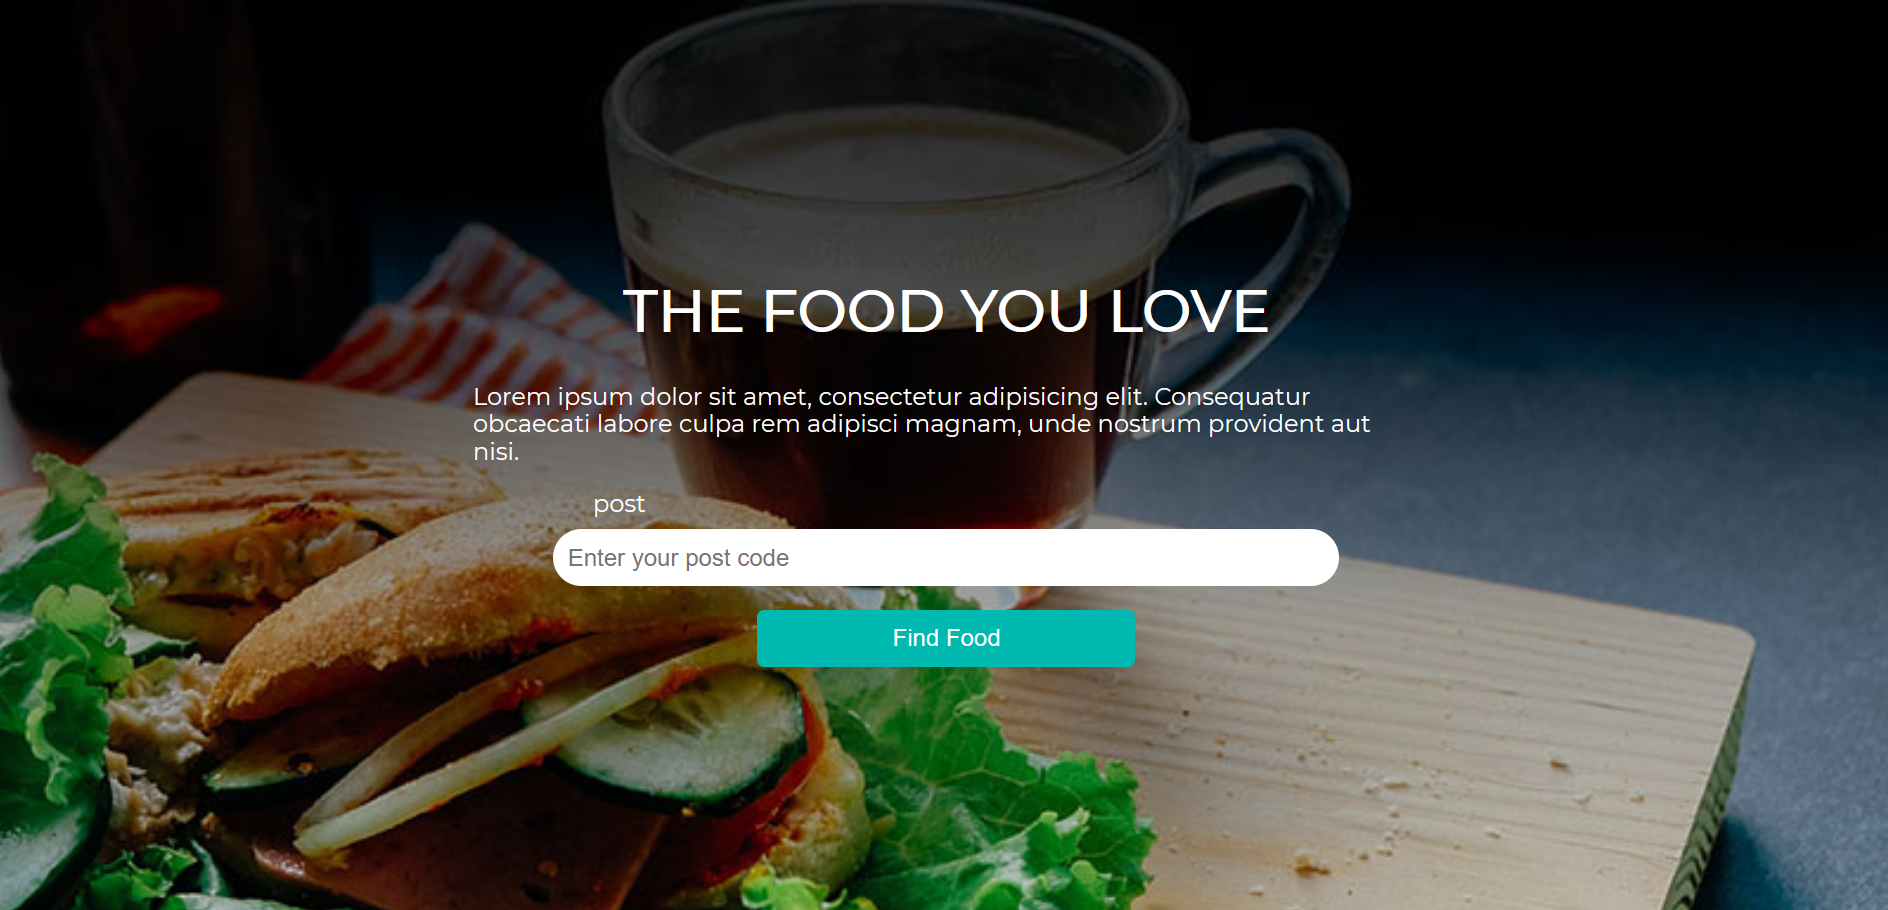 THE FOOD YOU LOVE
Lorem ipsum dolor sit amet, consectetur adipisicing elit. Consequatur
obcaecati labore culpa rem adipisci magnam, unde nostrum provident aut
nisi.
post
Enter your post code
Find Food